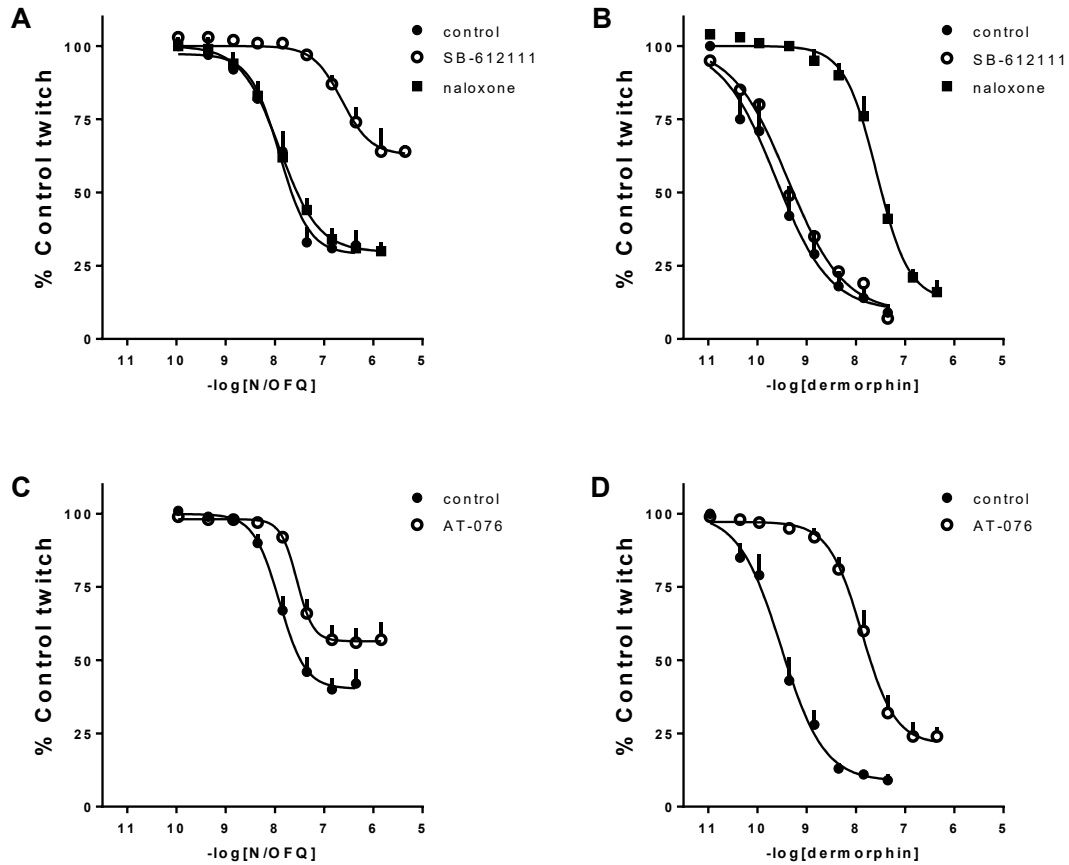 A
B
control
SB-612111
naloxone
control
SB-612111
naloxone
% Control twitch
100
75
50
25
0
11 10 9 8 7 6 5
-log[N/OFQ]
% Control twitch
100
75
50
25
0
11 10 9 8 7 6 5
-log[dermorphin]
C
D
control
AT-076
control
AT-076
% Control twitch
100
75
50
25
0
11 10 9 8 7 6 5
-log[N/OFQ]
% Control twitch
100
75
50
25
0
11 10 9 8 7 6 5
-log[dermorphin]